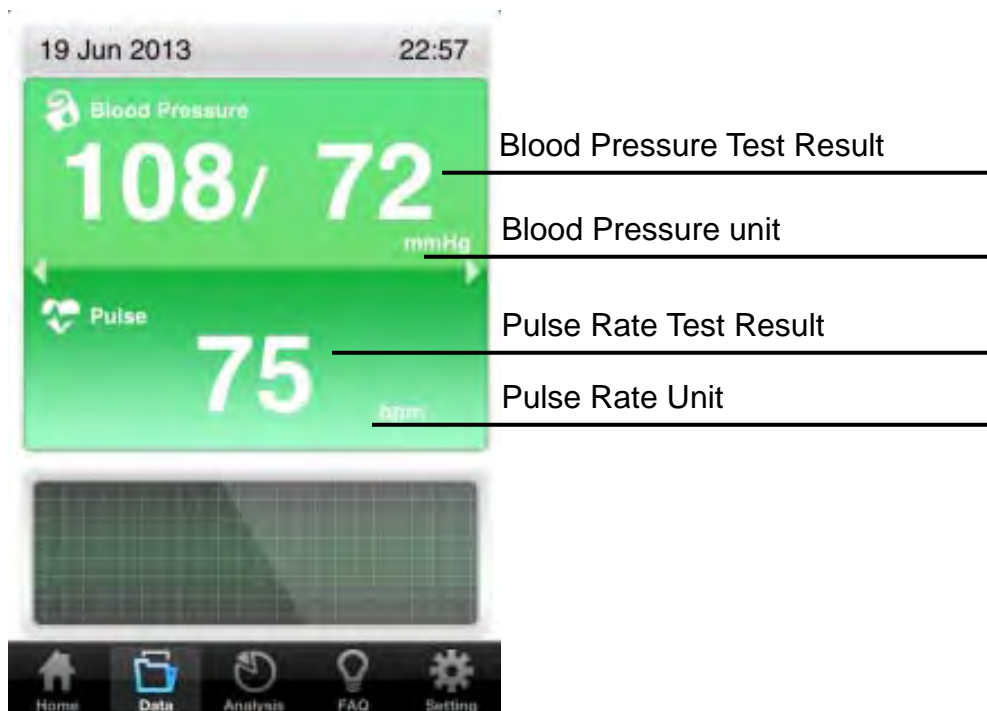 19 Jun 2013 22:57
Blood Pressure
108/ 72
Blood Pressure Test Result
mmHg
Blood Pressure unit
Pulse
75
Pulse Rate Test Result
bpm
Pulse Rate Unit
Home Data Analysis FAQ Setting